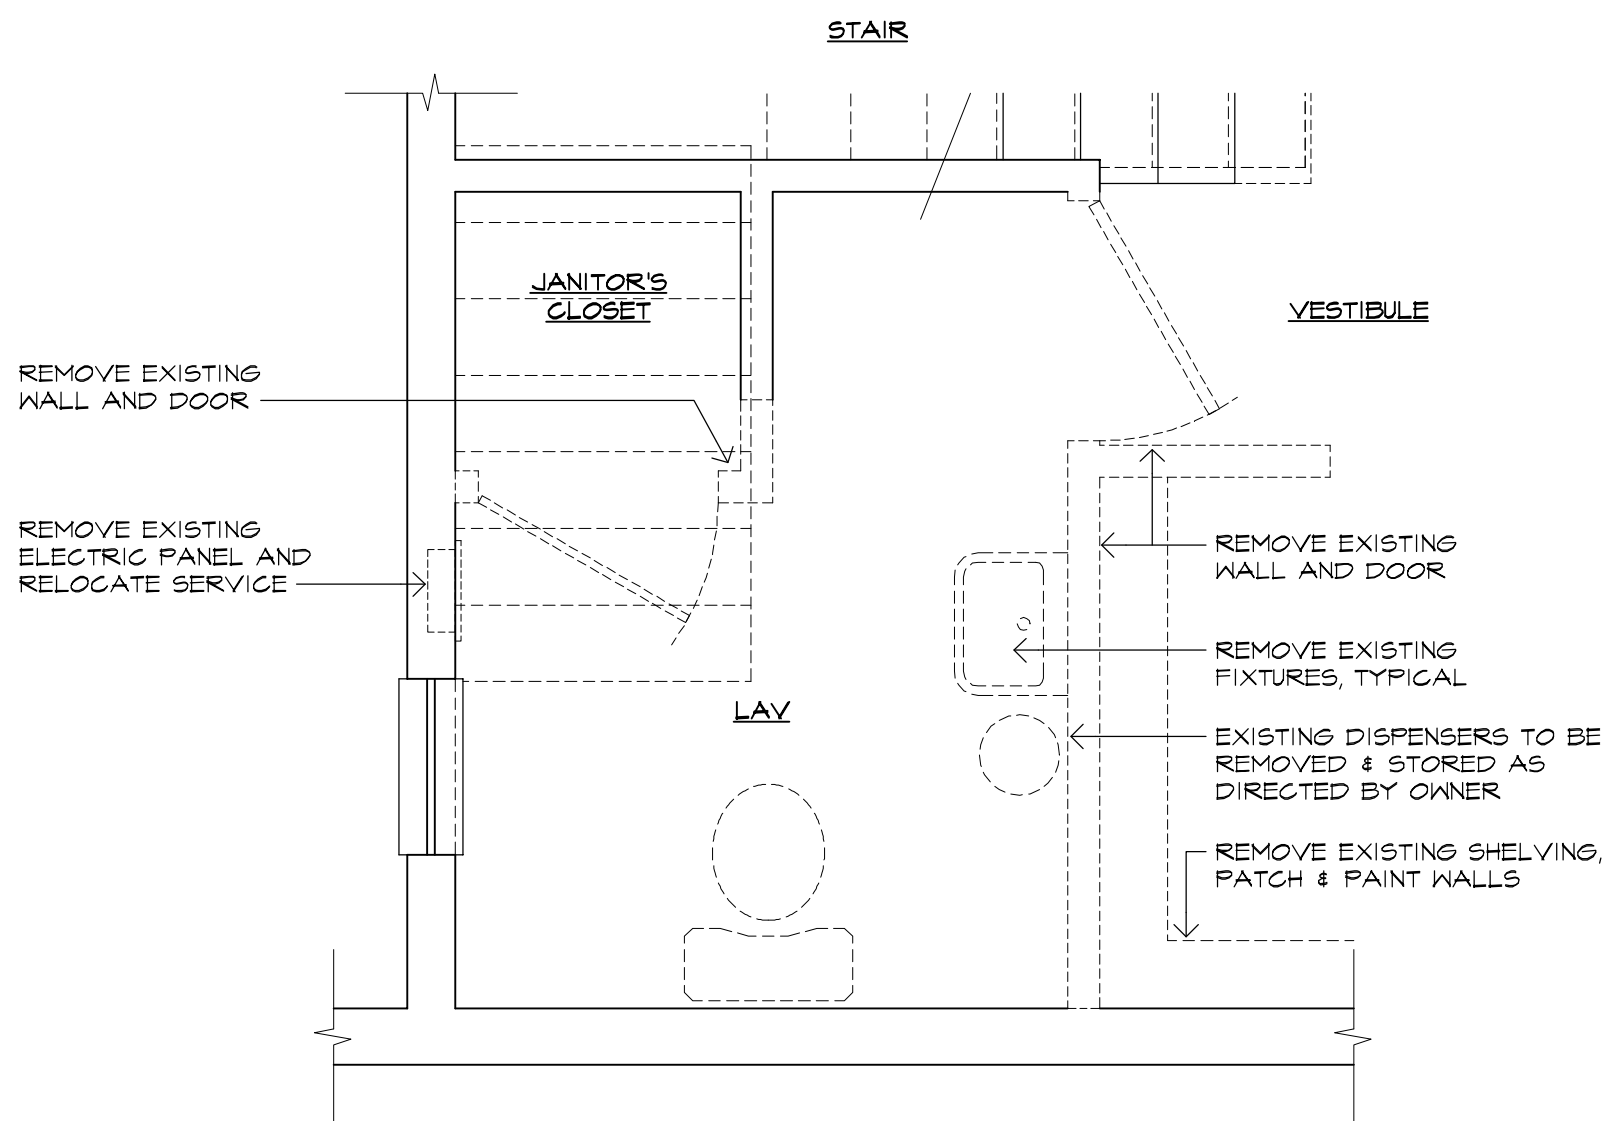 STAIR
JANITOR'S
CLOSET
VESTIBULE
REMOVE EXISTING
WALL AND DOOR
REMOVE EXISTING
ELECTRIC PANEL AND
RELOCATE SERVICE
LAV
REMOVE EXISTING
WALL AND DOOR
REMOVE EXISTING
FIXTURES, TYPICAL
EXISTING DISPENSERS TO BE
REMOVED & STORED AS
DIRECTED BY OWNER
REMOVE EXISTING SHELVING,
PATCH & PAINT WALLS